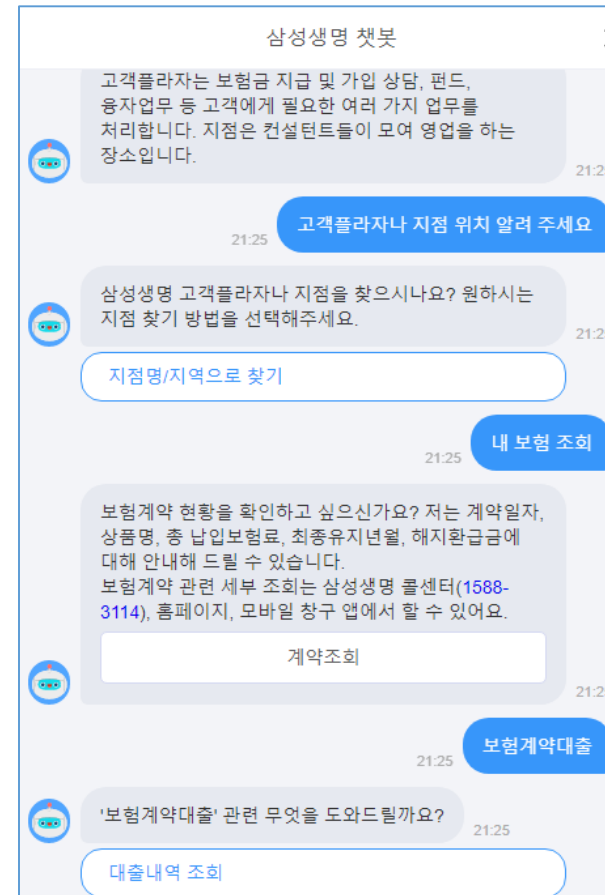 삼성생명 챗봇
고객플라자는 보험금 지급 및 가입 상담, 펀드,
융자업무 등 고객에게 필요한 여러 가지 업무를
처리합니다. 지점은 컨설턴트들이 모여 영업을 하는
장소입니다.
고객플라자나 지점 위치 알려 주세요
21:25
삼성생명 고객플라자나 지점을 찾으시나요? 원하시는
지점 찾기 방법을 선택해주세요.
지점명/지역으로 찾기
내 보험 조회
21:25
보험계약 현황을 확인하고 싶으신가요? 저는 계약일자,
상품명, 총 납입보험료, 최종유지년월, 해지환급금에
대해 안내해 드릴 수 있습니다.
보험계약 관련 세부 조회는 삼성생명 콜센터(1588-
3114), 홈페이지, 모바일 창구 앱에서 할 수 있어요.
계약조회
보험계약대출
21:25
'보험계약대출' 관련 무엇을 도와드릴까요?
21:25
대출내역 조회